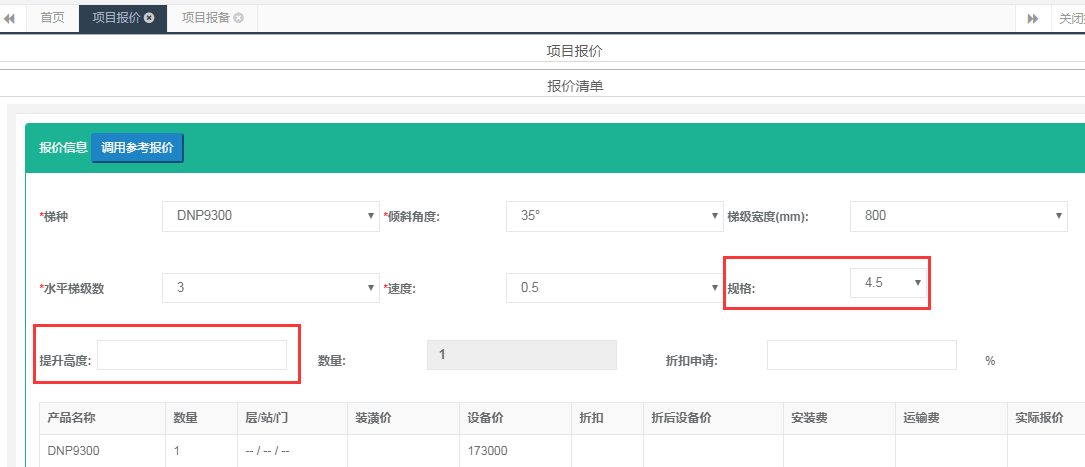 首页 项目报价 项目报备 关闭
项目报价
报价清单
报价信息 调用参考报价
*梯种 DNP9300 *倾斜角度: 35° 梯级宽度(mm): 800
*水平梯级数 3 *速度: 0.5 规格: 4.5
提升高度: 数量: 1 折扣申请: %
产品名称 数量 层/站/门 装潢价 设备价 折扣 折后设备价 安装费 运输费 实际报价
DNP9300 1 -- / -- / -- 173000